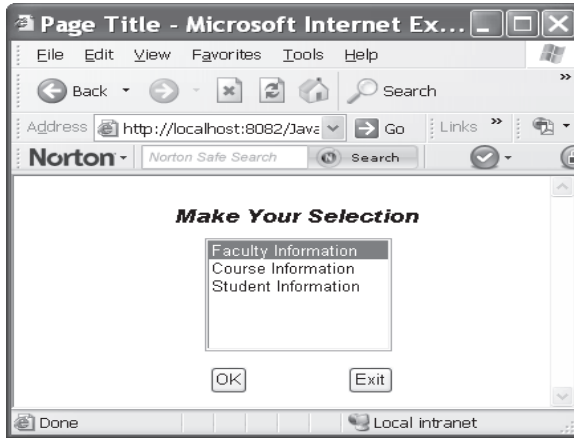 Page Title - Microsoft Internet Ex...
File Edit View Favorites Tools Help
Back Search »
Address http://localhost:8082/Java Go Links »
Norton Norton Safe Search Search
Make Your Selection
Faculty Information
Course Information
Student Information
OK Exit
Done Local intranet